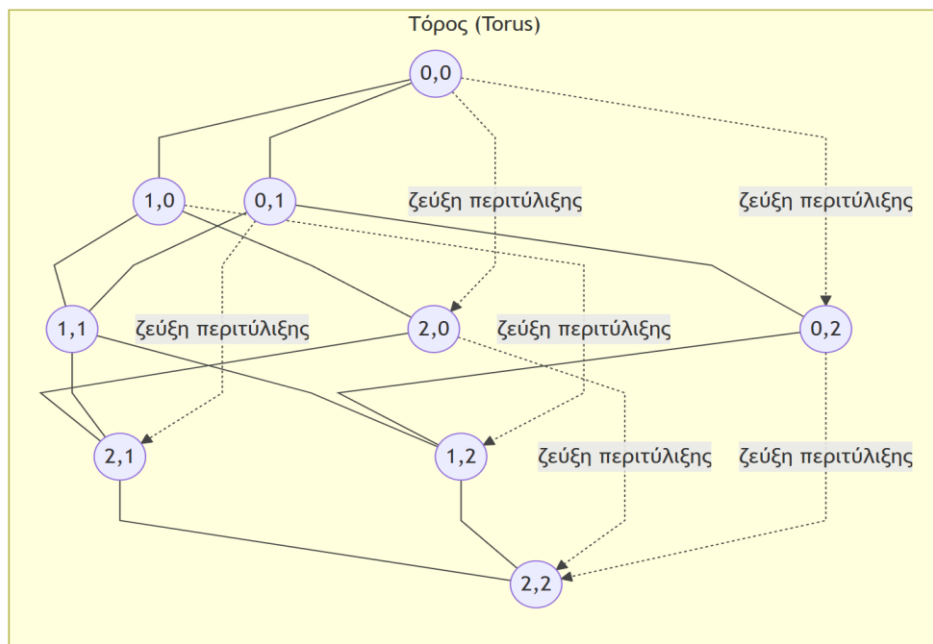 Τόρος (Torus)
0,0
1,0
0,1
ζεύξη περιτύλιξης
ζεύξη περιτύλιξης
1,1
ζεύξη περιτύλιξης
2,0
ζεύξη περιτύλιξης
0,2
2,1
1,2
ζεύξη περιτύλιξης
ζεύξη περιτύλιξης
2,2